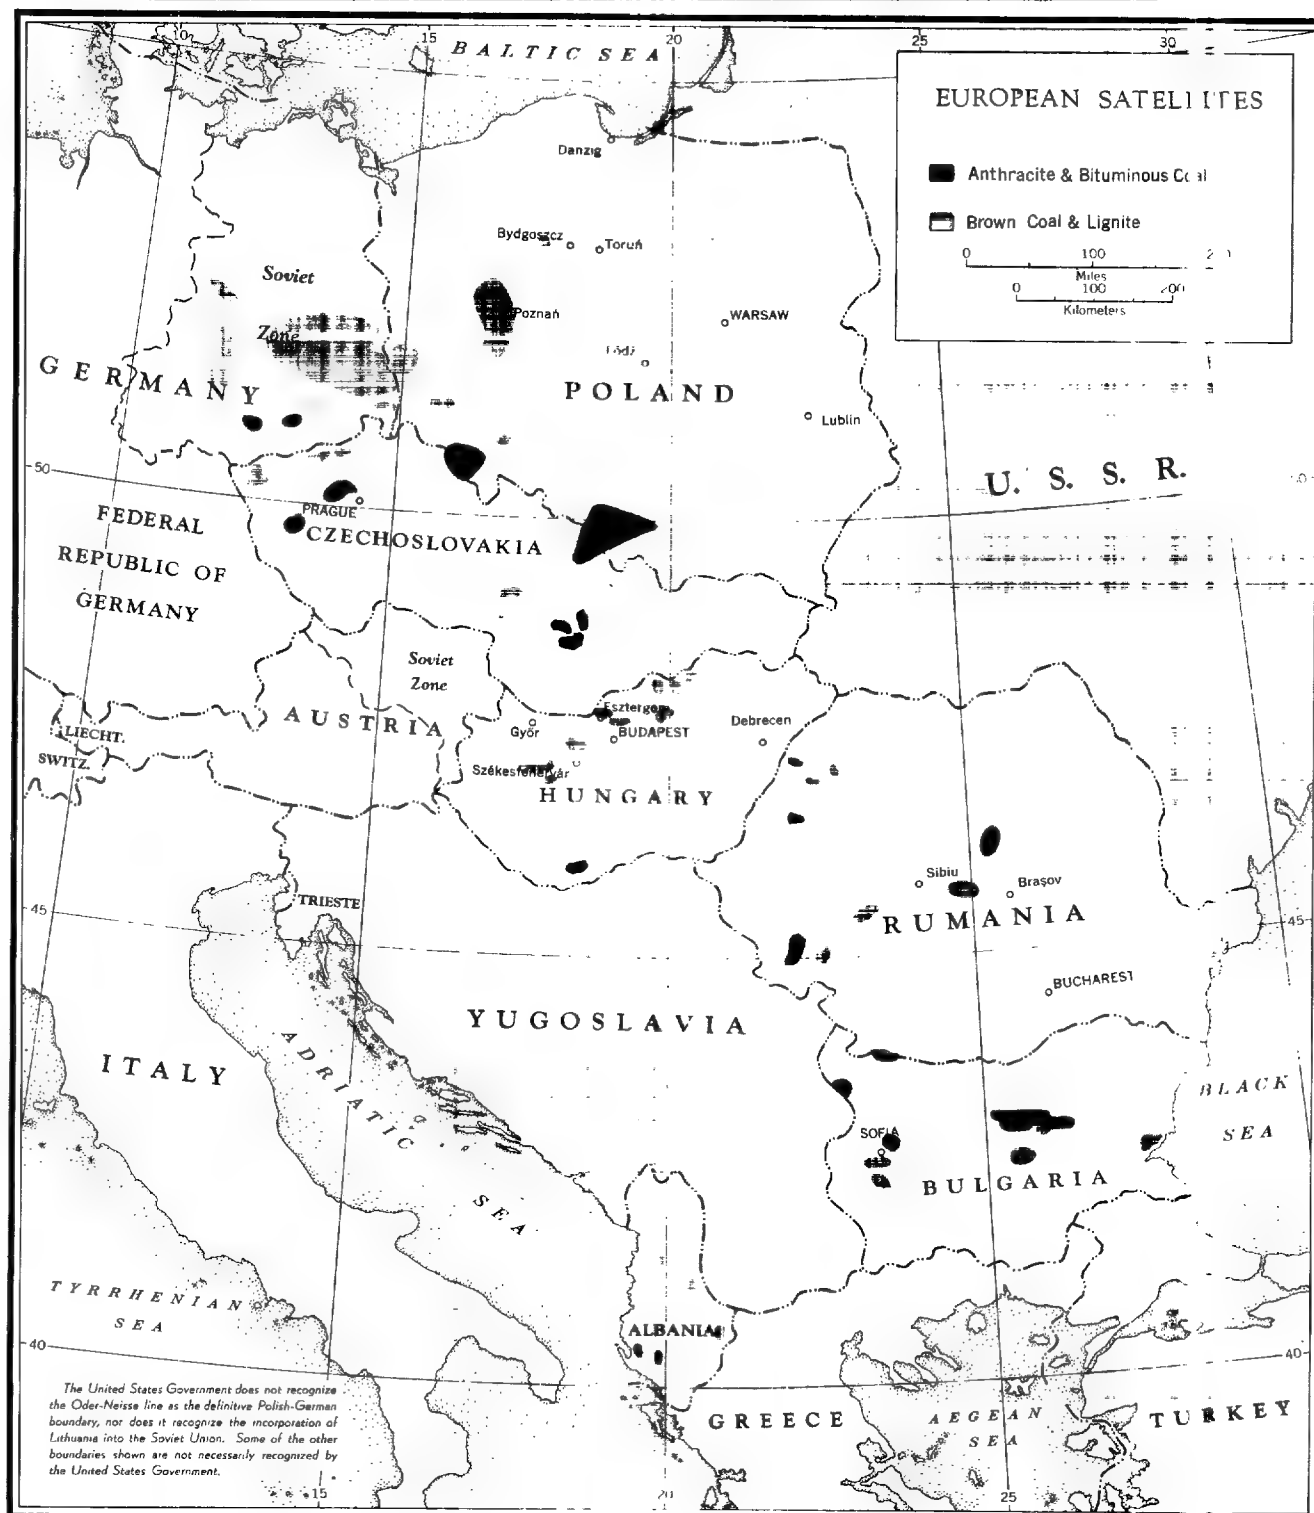 10
15
20
25
30
BALTIC SEA
EUROPEAN SATELLITES
Anthracite & Bituminous Coal
Brown Coal & Lignite
0 100
Miles
0 100 200
Kilometers
Danzig
Bydgoszcz
Toruń
Soviet
Zone
Poznań
WARSAW
Łódź
GERMANY
POLAND
Lublin
50
U. S. S. R.
PRAGUE
CZECHOSLOVAKIA
FEDERAL
REPUBLIC OF
GERMANY
Soviet
Zone
AUSTRIA
LIECHT.
SWITZ.
Esztergom
Győr
BUDAPEST
Debrecen
Székesfehérvár
HUNGARY
Sibiu
Braşov
TRIESTE
45
RUMANIA
45
BUCHAREST
YUGOSLAVIA
ITALY
ADRIATIC
SEA
BLACK
SEA
SOFIA
BULGARIA
TYRRHENIAN
SEA
ALBANIA
40
40
GREECE
AEGEAN
SEA
TURKEY
The United States Government does not recognize
the Oder-Neisse line as the definitive Polish-German
boundary, nor does it recognize the incorporation of
Lithuania into the Soviet Union. Some of the other
boundaries shown are not necessarily recognized by
the United States Government.
15
20
25